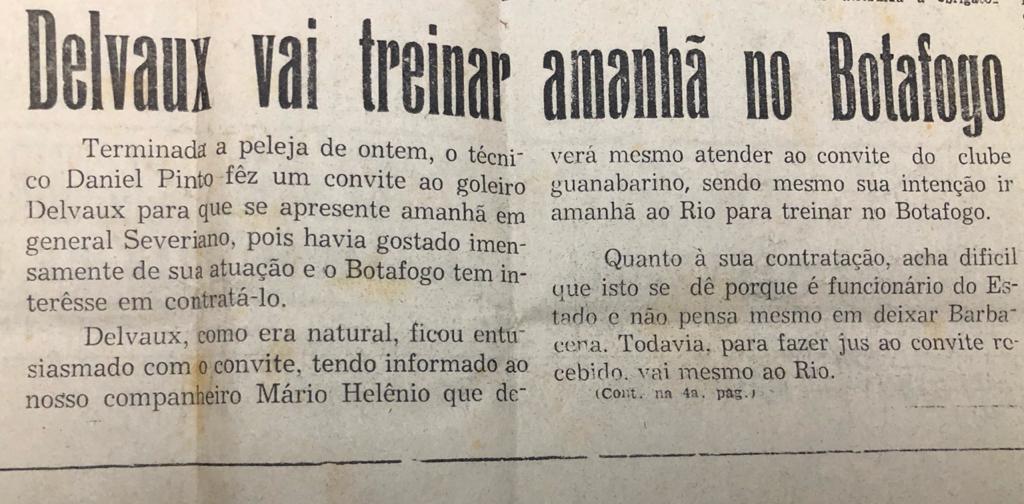 Delvaux vai treinar amanhã no Botafogo
Terminada a peleja de ontem, o técni-
co Daniel Pinto fêz um convite ao goleiro
Delvaux para que se apresente amanhã em
general Severiano, pois havia gostado imen-
samente de sua atuação e o Botafogo tem in-
terêsse em contratá-lo.
Delvaux, como era natural, ficou entu-
siasmado com o convite, tendo informado ao
nosso companheiro Mário Helênio que de-
verá mesmo atender ao convite do clube
guanabarino, sendo mesmo sua intenção ir
amanhã ao Rio para treinar no Botafogo.
Quanto à sua contratação, acha dificil
que isto se dê porque é funcionário do Es-
tado e não pensa mesmo em deixar Barba-
cena. Todavia, para fazer jus ao convite re-
cebido, vai mesmo ao Rio.
(Cont. na 4a. pag.)